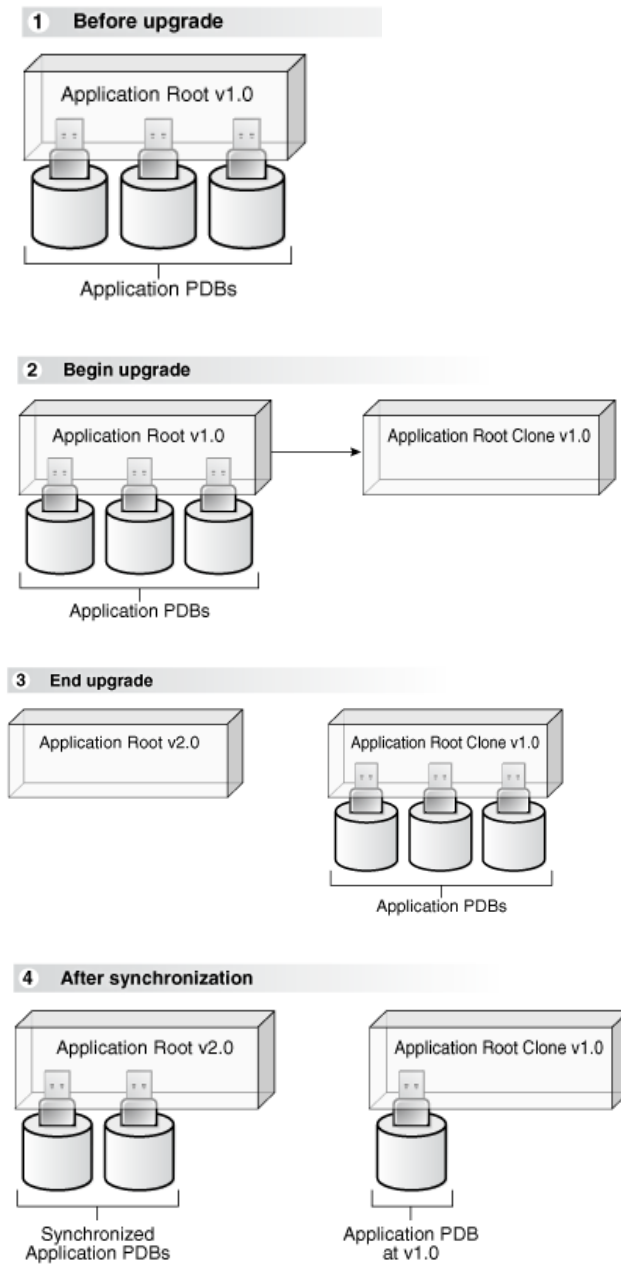 1 Before upgrade
Application Root v1.0
Application PDBs
2 Begin upgrade
Application Root v1.0
Application Root Clone v1.0
Application PDBs
3 End upgrade
Application Root v2.0
Application Root Clone v1.0
Application PDBs
4 After synchronization
Application Root v2.0
Application Root Clone v1.0
Synchronized
Application PDBs
Application PDB
at v1.0